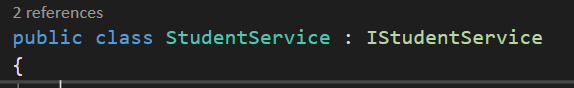 2 references
public class StudentService : IStudentService
{